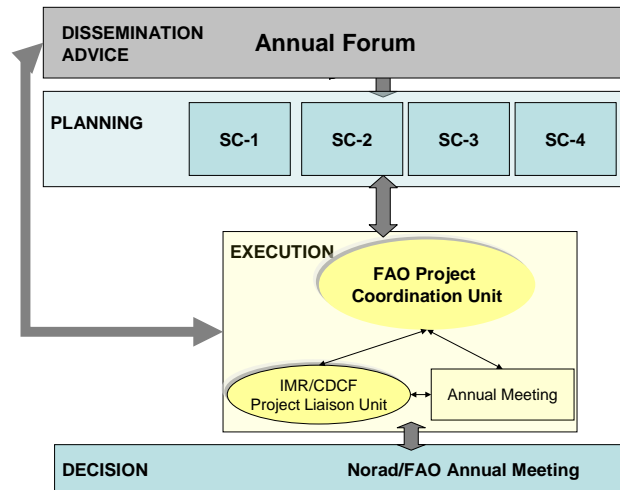 DISSEMINATION
ADVICE
Annual Forum
PLANNING
SC-1
SC-2
SC-3
SC-4
EXECUTION
FAO Project
Coordination Unit
IMR/CDCF
Project Liaison Unit
Annual Meeting
DECISION
Norad/FAO Annual Meeting